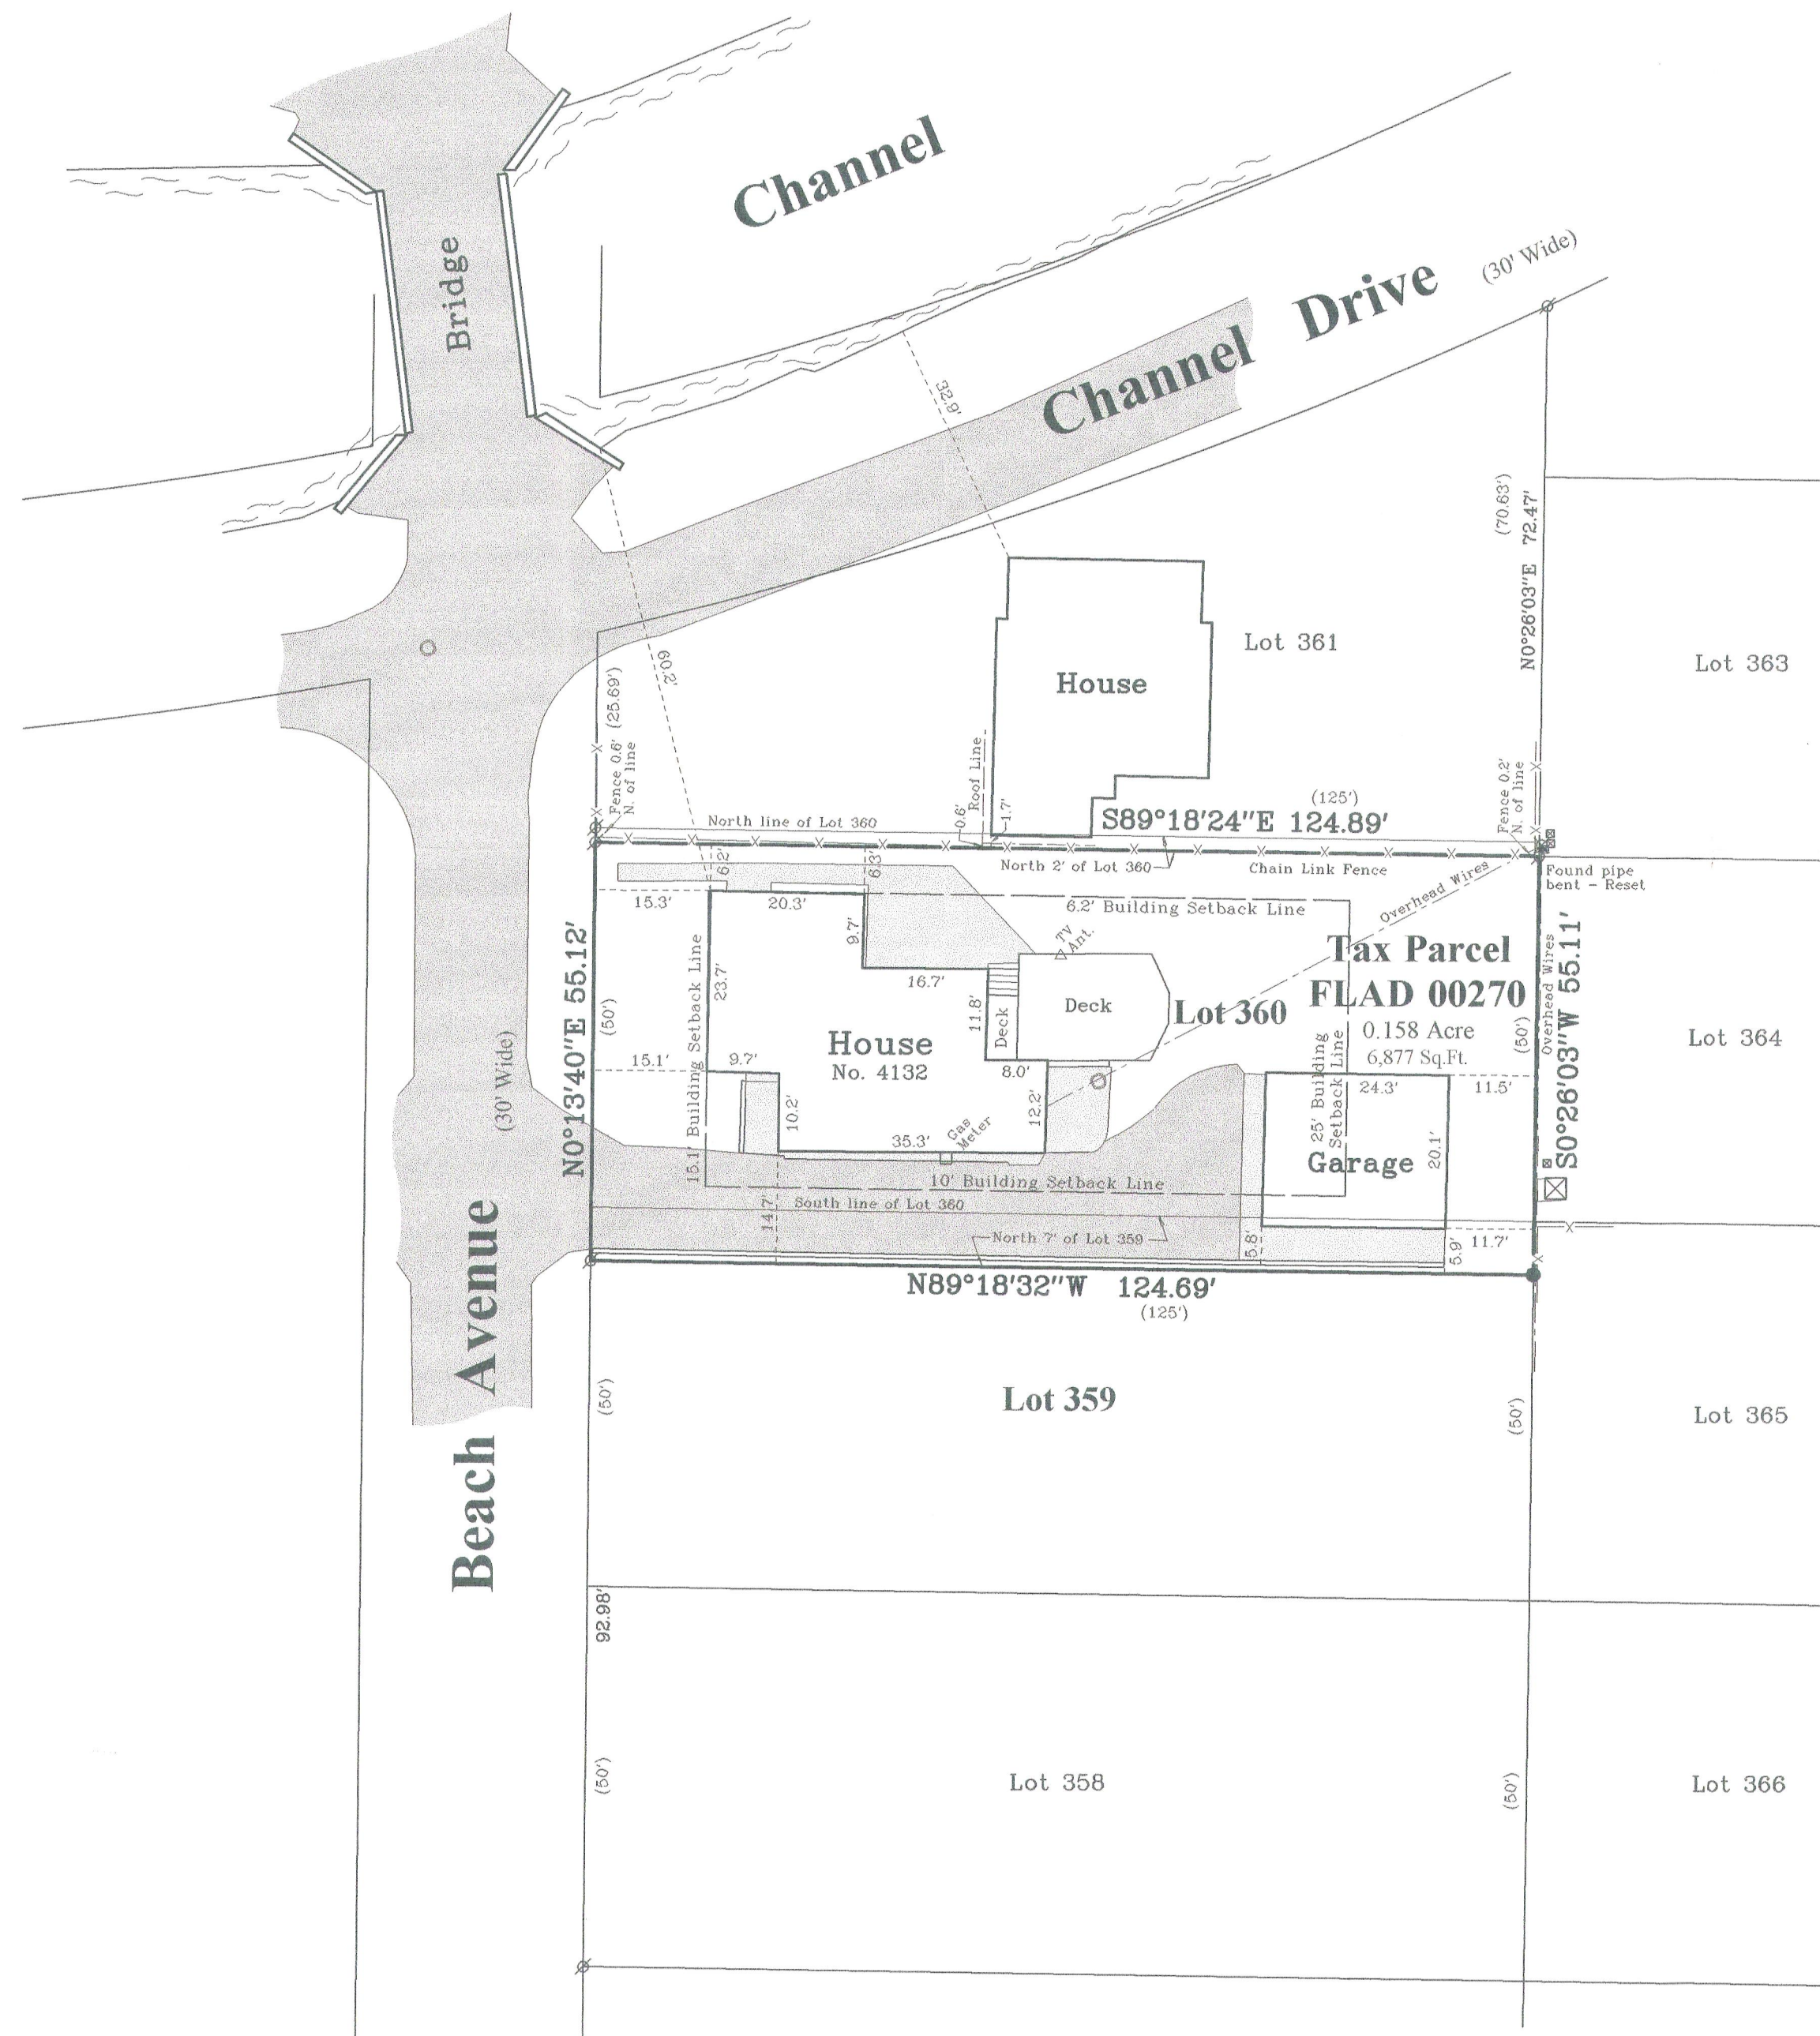 Channel
Bridge
Channel Drive
(30' Wide)
32.9'
(70.63')
N0°26'03"E 72.47'
Lot 361
Lot 363
House
60.2'
(25.69')
Fence 0.6'
N. of line
Roof Line
0.6'
1.7'
Fence 0.2'
N. of line
(125')
S89°18'24"E 124.89'
North line of Lot 360
North 2' of Lot 360
Chain Link Fence
Found pipe
bent - Reset
Overhead Wires
6.2'
6.3'
15.3'
20.3'
9.7'
6.2' Building Setback Line
TV
Ant.
Tax Parcel
FLAD 00270
0.158 Acre
6,877 Sq.Ft.
Lot 360
Lot 364
N0°13'40"E 55.12'
(50')
15.1' Building Setback Line
23.7'
16.7'
11.8'
Deck
Deck
House
No. 4132
(50')
Overhead Wires
S0°26'03"W 55.11'
(30' Wide)
15.1'
9.7'
8.0'
25' Building
Setback Line
24.3'
11.5'
10.2'
12.2'
35.3'
Gas
Meter
Garage
20.1'
10' Building Setback Line
South line of Lot 360
14.7'
North 7' of Lot 359
5.8'
5.9'
11.7'
N89°18'32"W 124.69'
(125')
Beach Avenue
(50')
Lot 359
(50')
Lot 365
92.98'
(50')
Lot 358
(50')
Lot 366